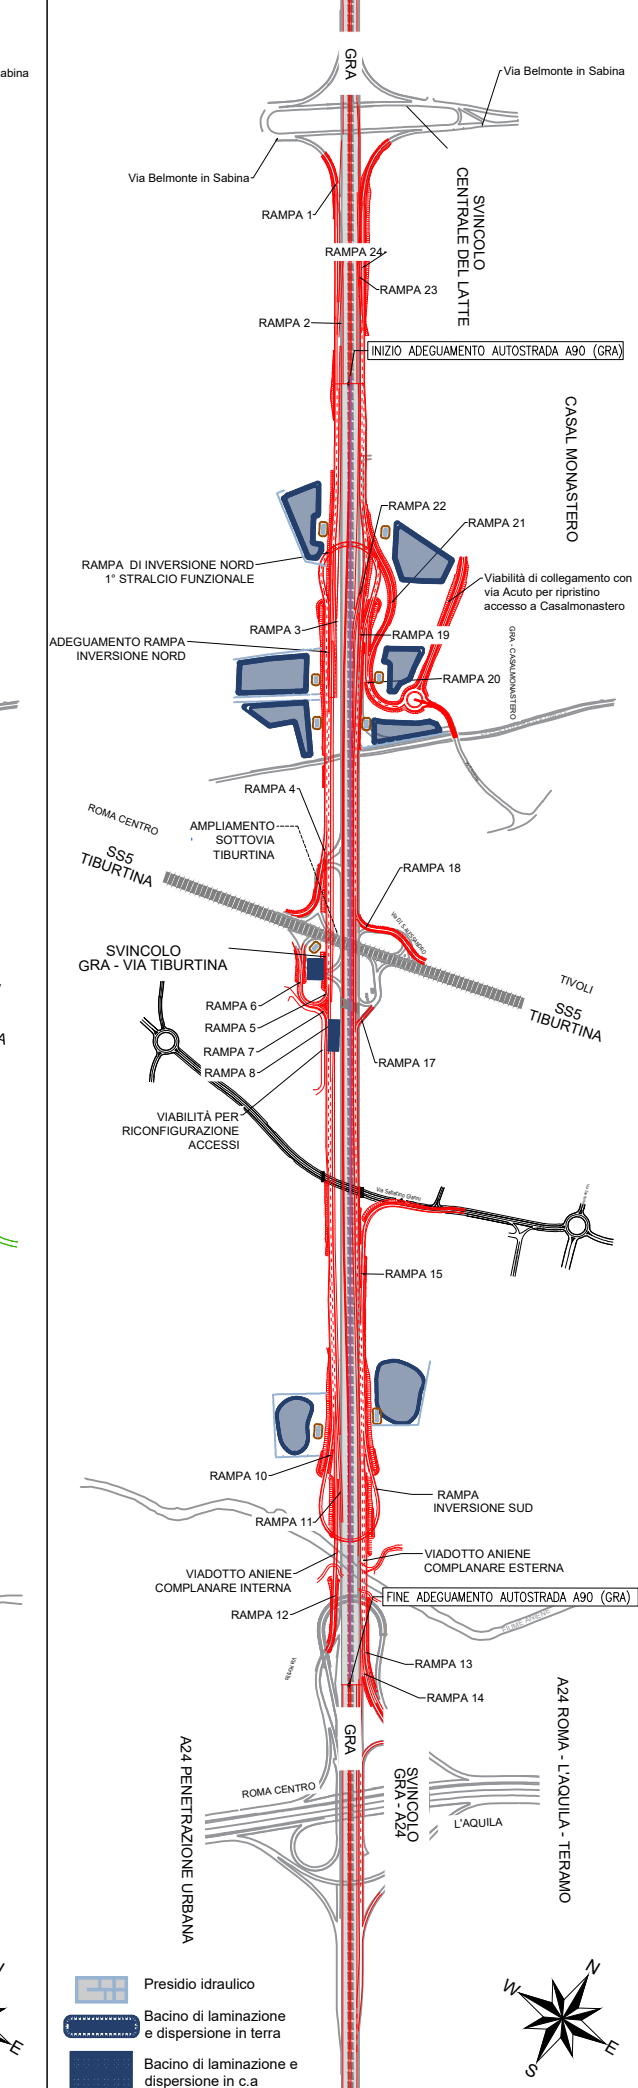 GRA
abina
Via Belmonte in Sabina
Via Belmonte in Sabina
SVINCOLO
CENTRALE DEL LATTE
RAMPA 1
RAMPA 24
RAMPA 23
RAMPA 2
INIZIO ADEGUAMENTO AUTOSTRADA A90 (GRA)
CASAL MONASTERO
RAMPA 22
RAMPA 21
RAMPA DI INVERSIONE NORD
1° STRALCIO FUNZIONALE
Viabilità di collegamento con
via Acuto per ripristino
accesso a Casalmonastero
RAMPA 3
RAMPA 19
ADEGUAMENTO RAMPA
INVERSIONE NORD
GRA - CASALMONASTERO
RAMPA 20
RAMPA 4
ROMA CENTRO
AMPLIAMENTO
SOTTOVIA
TIBURTINA
SS5
TIBURTINA
RAMPA 18
Via DI S.ALESSANDRO
SVINCOLO
GRA - VIA TIBURTINA
TIVOLI
SS5
TIBURTINA
RAMPA 6
RAMPA 5
RAMPA 7
RAMPA 8
RAMPA 17
A
VIABILITÀ PER
RICONFIGURAZIONE
ACCESSI
RAMPA 15
RAMPA 10
RAMPA
INVERSIONE SUD
RAMPA 11
VIADOTTO ANIENE
COMPLANARE ESTERNA
VIADOTTO ANIENE
COMPLANARE INTERNA
FINE ADEGUAMENTO AUTOSTRADA A90 (GRA)
RAMPA 12
FIUME ANIENE
RAMPA 13
RAMPA 14
GRA
A24 PENETRAZIONE URBANA
SVINCOLO
GRA - A24
A24 ROMA - L'AQUILA - TERAMO
ROMA CENTRO
L'AQUILA
Presidio idraulico
Bacino di laminazione
e dispersione in terra
Bacino di laminazione e
dispersione in c.a
N
W
E
S
E